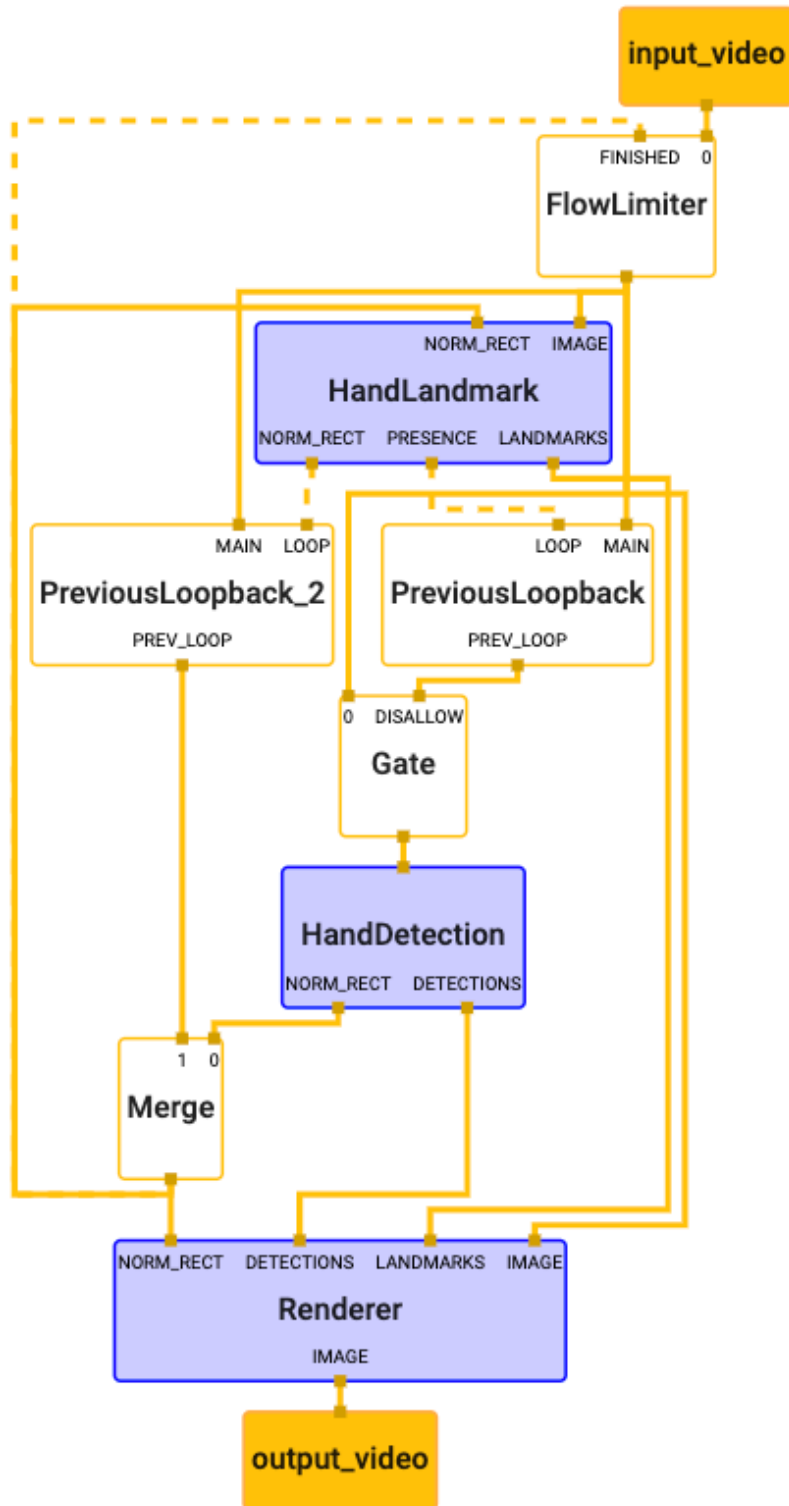 input_video
FINISHED 0
FlowLimiter
NORM_RECT IMAGE
HandLandmark
NORM_RECT PRESENCE LANDMARKS
MAIN LOOP
PreviousLoopback_2
PREV_LOOP
LOOP MAIN
PreviousLoopback
PREV_LOOP
0 DISALLOW
Gate
HandDetection
NORM_RECT DETECTIONS
1 0
Merge
NORM_RECT DETECTIONS LANDMARKS IMAGE
Renderer
IMAGE
output_video